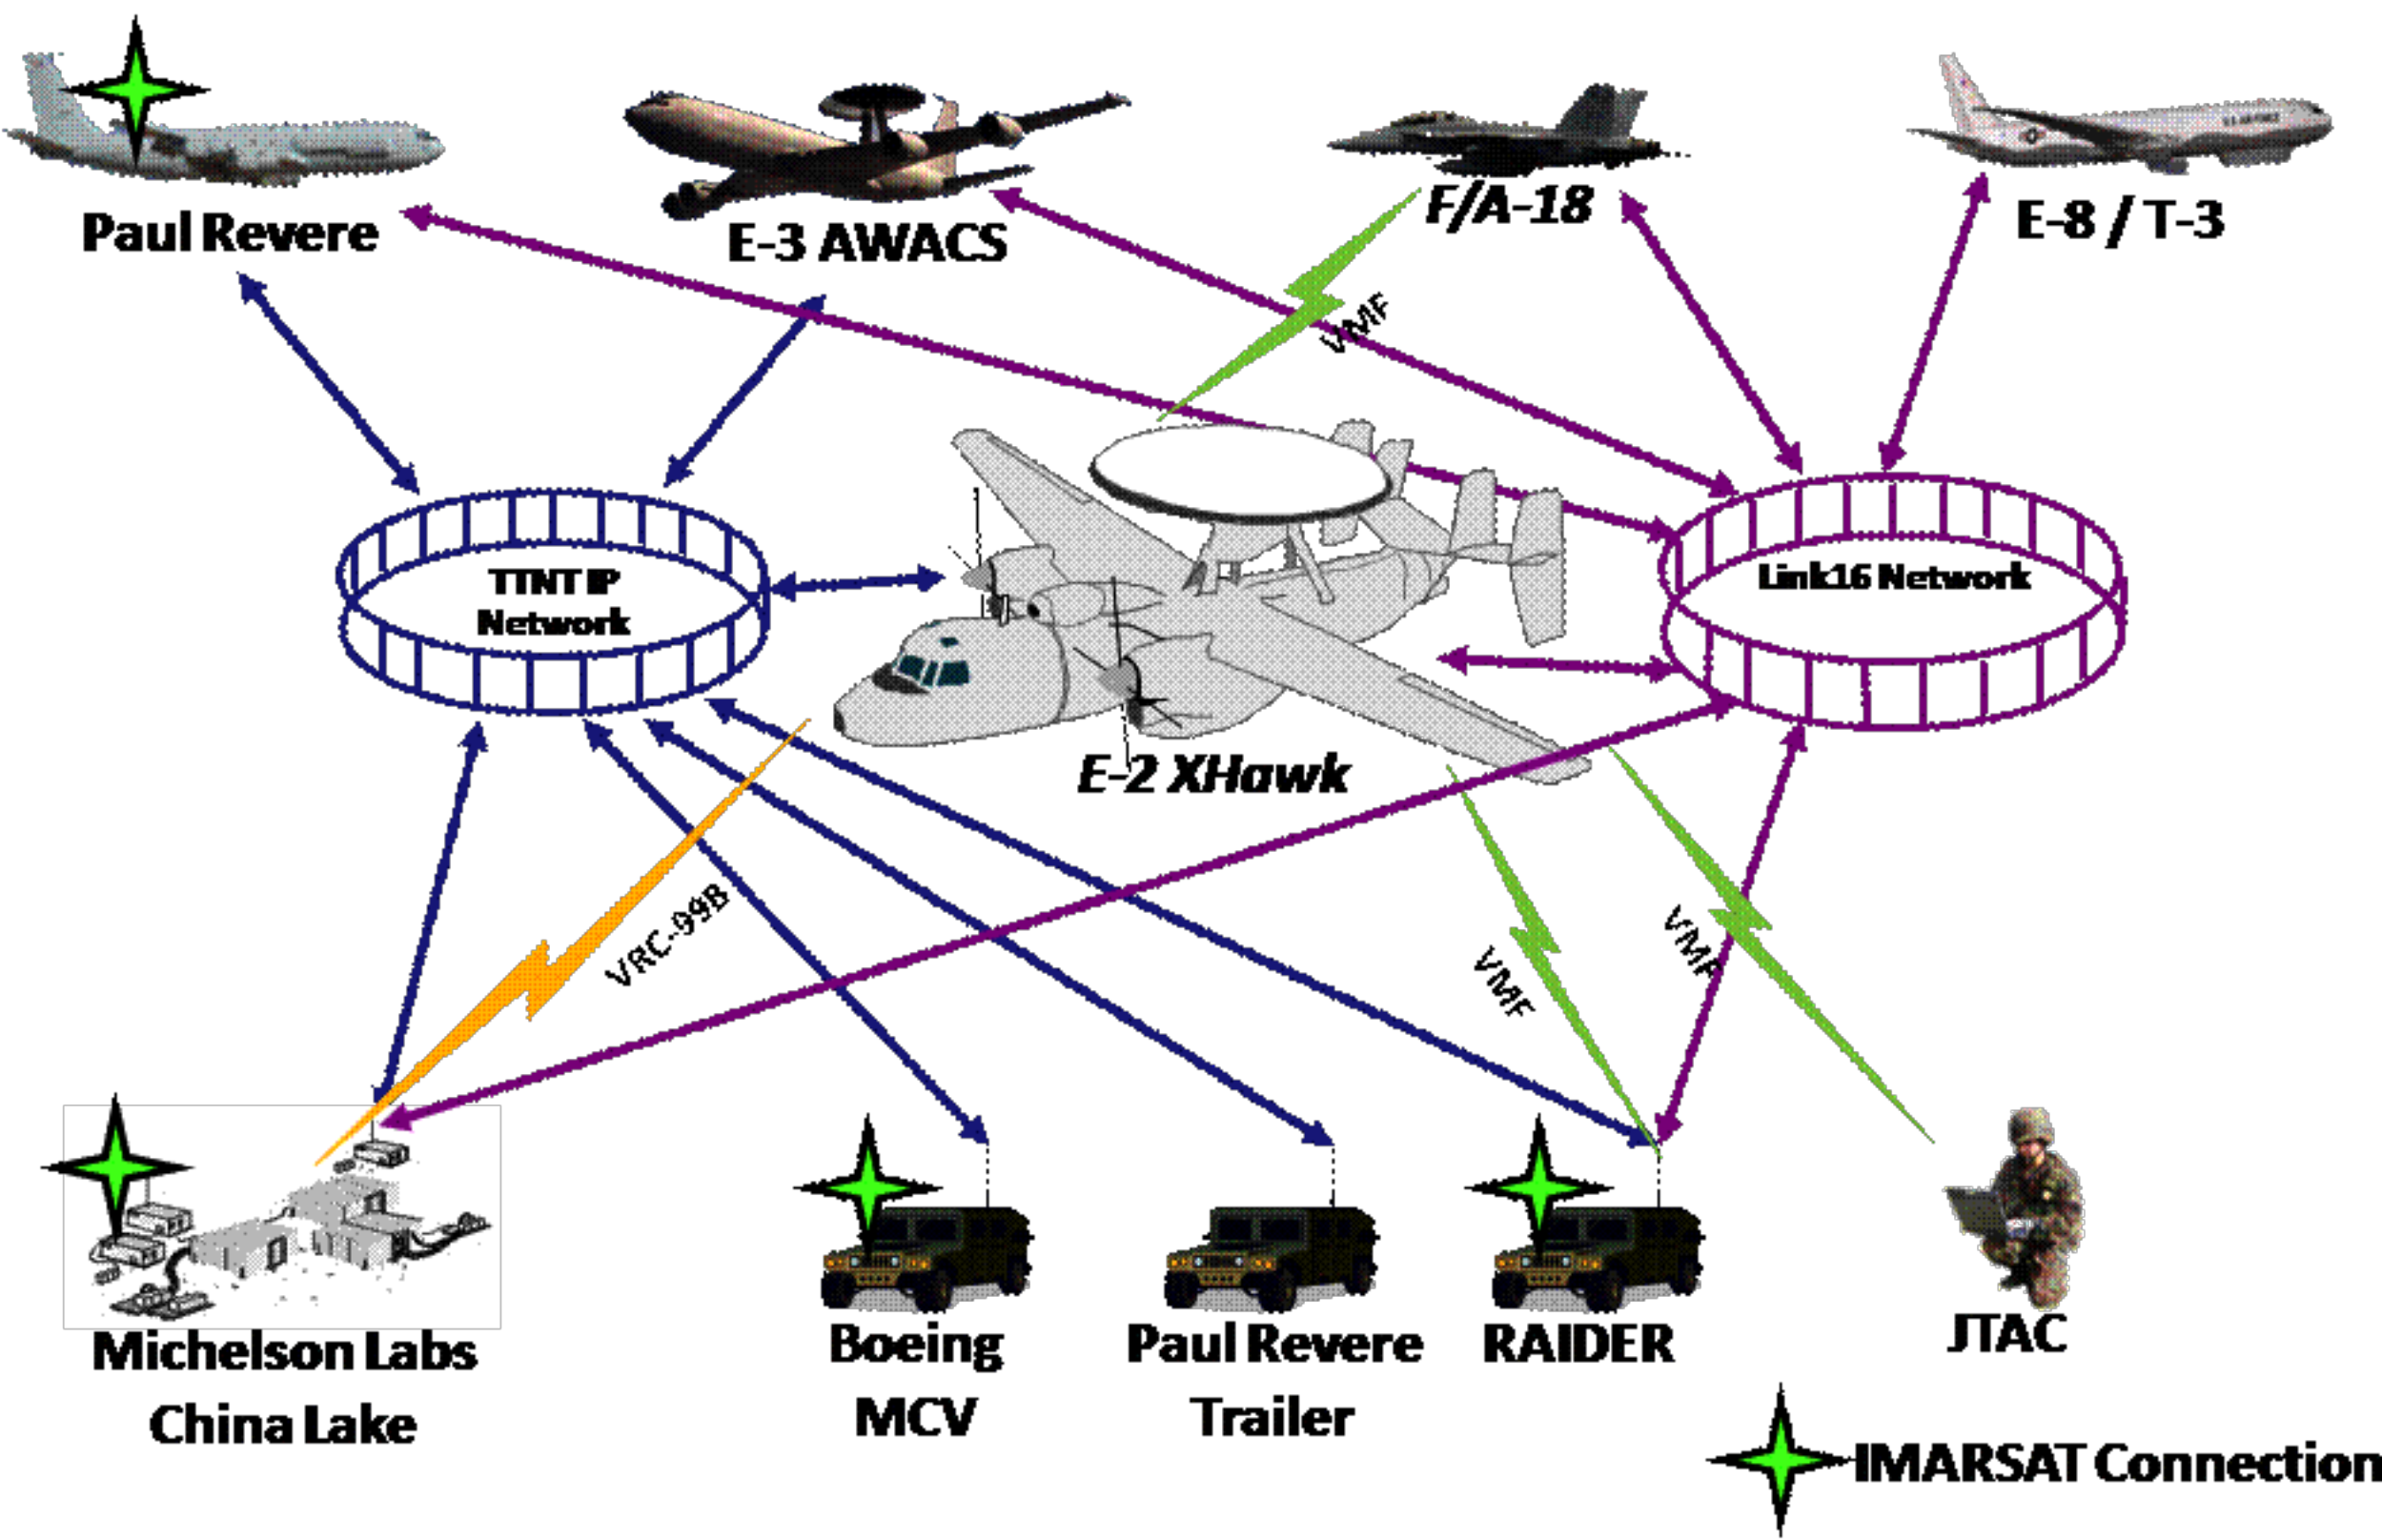 Paul Revere
E-3 AWACS
F/A-18
E-8 / T-3
VMF
TTNT IP
Network
Link16 Network
E-2 XHawk
VRC-99B
VMF
VMF
Michelson Labs
China Lake
Boeing
MCV
Paul Revere
Trailer
RAIDER
JTAC
IMARSAT Connection